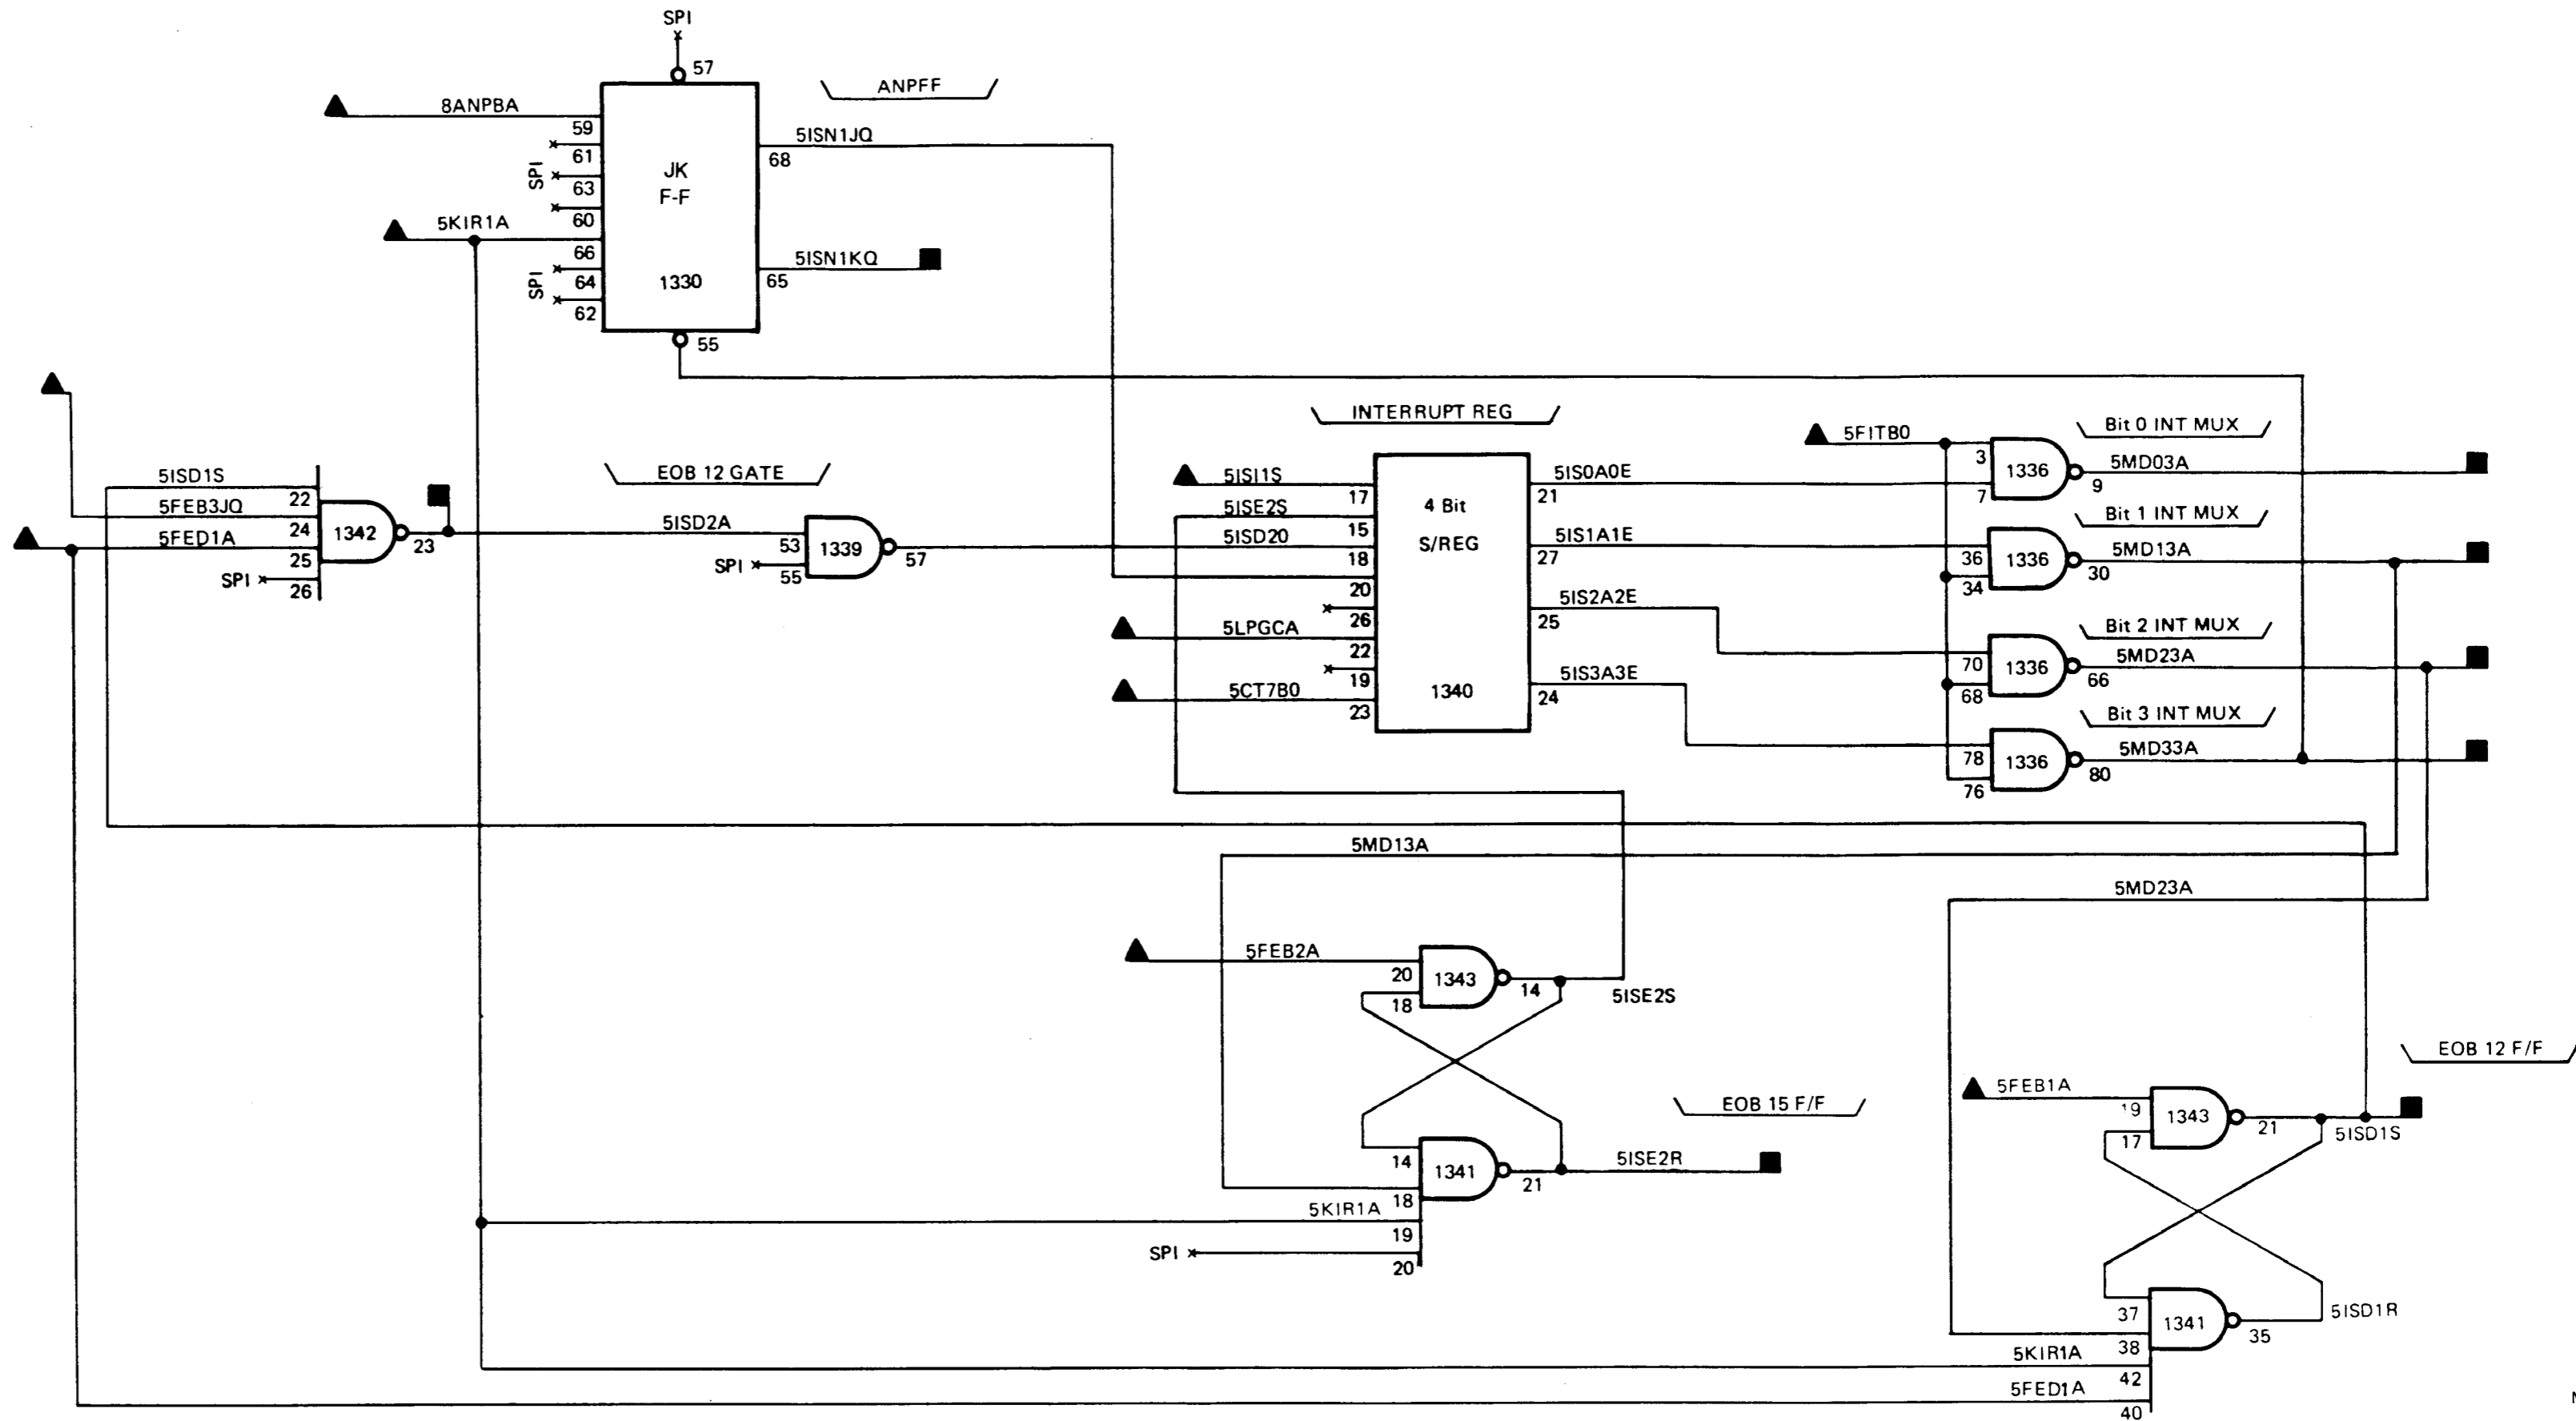 SPI
57
8ANPBA
ANPFF
59
61
SPI
63
60
5KIR1A
66
SPI
64
62
JK
F-F
1330
5ISN1JQ
68
5ISN1KQ
65
55
5ISD1S
22
5FEB3JQ
24
5FED1A
25
SPI
26
1342
23
EOB 12 GATE
5ISD2A
53
SPI
55
1339
57
INTERRUPT REG
5ISI1S
17
5ISE2S
15
5ISD20
18
20
26
5LPGCA
22
19
5CT7B0
23
4 Bit
S/REG
1340
5IS0A0E
21
5IS1A1E
27
5IS2A2E
25
5IS3A3E
24
5FITB0
Bit 0 INT MUX
3
7
1336
5MD03A
9
Bit 1 INT MUX
36
34
1336
5MD13A
30
Bit 2 INT MUX
70
68
1336
5MD23A
66
Bit 3 INT MUX
78
76
1336
5MD33A
80
5MD13A
5MD23A
5FEB2A
20
18
1343
14
5ISE2S
EOB 15 F/F
14
18
1341
21
5ISE2R
5KIR1A
19
SPI
20
EOB 12 F/F
5FEB1A
19
17
1343
21
5ISD1S
37
38
1341
35
5ISD1R
5KIR1A
42
5FED1A
40